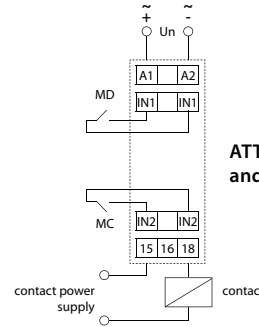 ~ ~
+ Un -
A1 A2
MD
IN1 IN1
ATT
and
IN2 IN2
MC
15 16 18
contact power
supply
contac